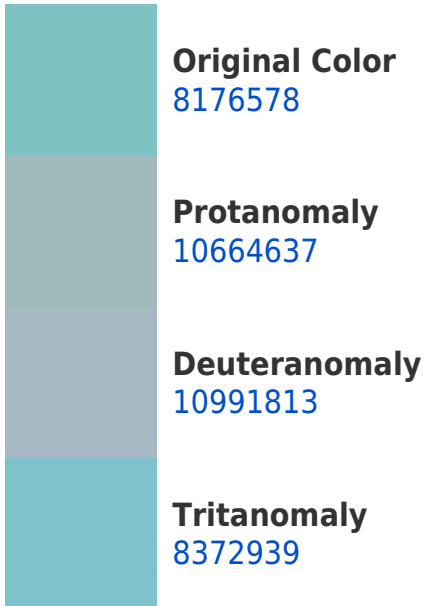 Original Color
8176578
Protanomaly
10664637
Deuteranomaly
10991813
Tritanomaly
8372939